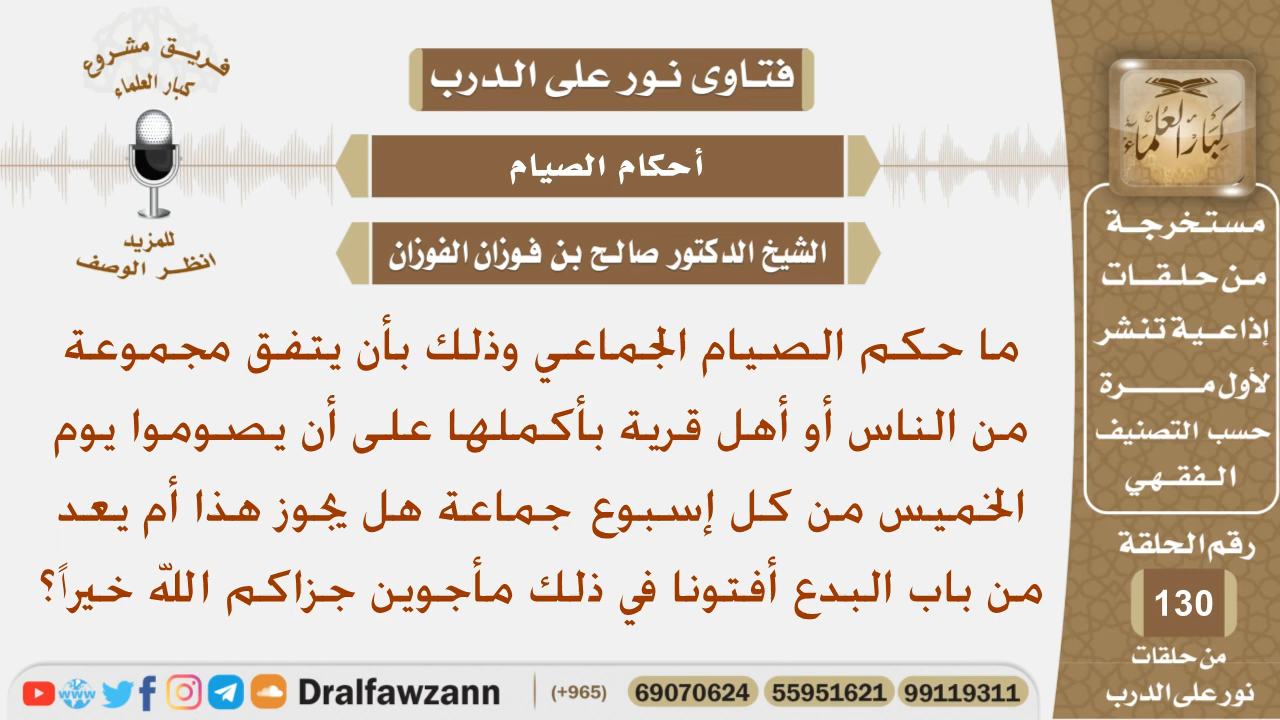 فريق مشروع
كبار العلماء
للمزيد
انظر الوصف
فتاوى نور على الدرب
أحكام الصيام
الشيخ الدكتور صالح بن فوزان الفوزان
ما حكم الصيام الجماعي وذلك بأن يتفق مجموعة
من الناس أو أهل قرية بأكملها على أن يصوموا يوم
الخميس من كل إسبوع جماعة هل يجوز هذا أم يعد
من باب البدع أفتونا في ذلك مأجوين جزاكم الله خيراً؟
كبار العلماء
مستخرجة
من حلقات
إذاعية تنشر
لأول مرة
حسب التصنيف
الفقهي
رقم الحلقة
130
من حلقات
نور على الدرب
www
Dralfawzann
(+965)
69070624
55951621
99119311